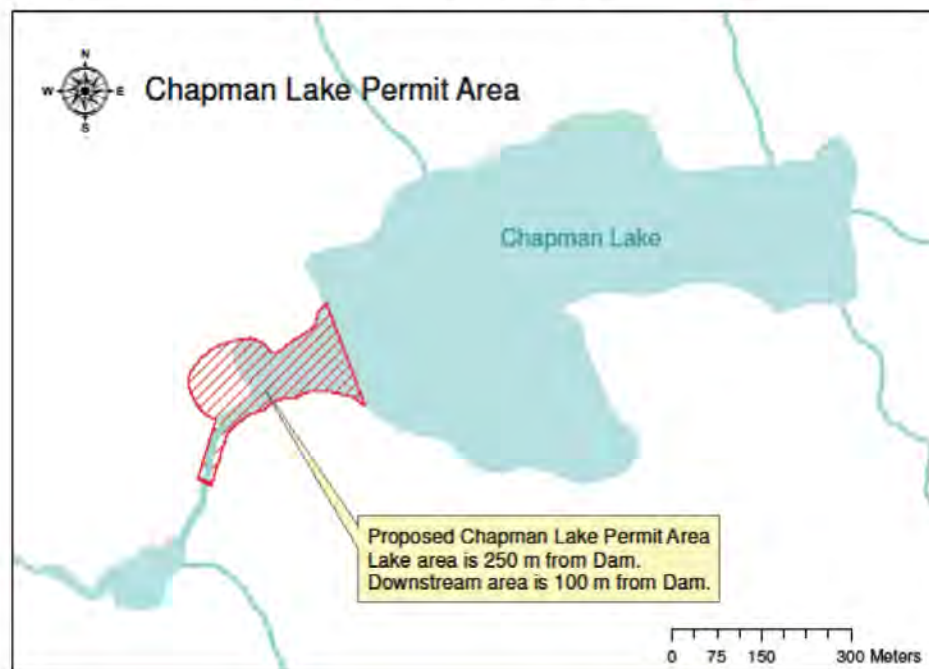 N
W E
S
Chapman Lake Permit Area
Chapman Lake
Proposed Chapman Lake Permit Area
Lake area is 250 m from Dam.
Downstream area is 100 m from Dam.
0 75 150 300 Meters